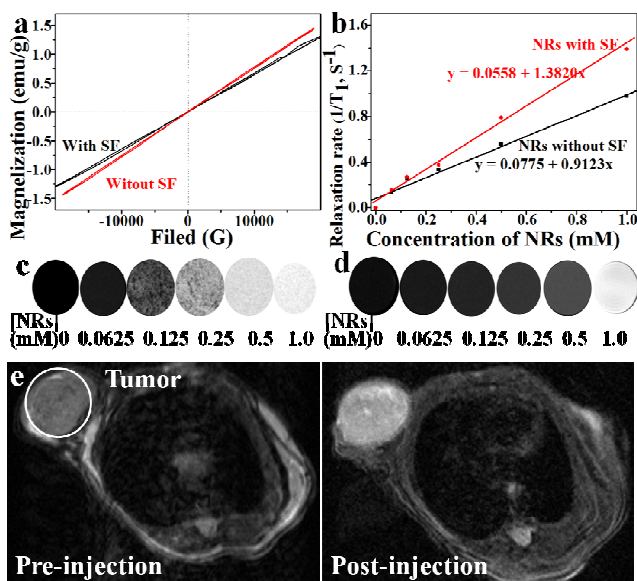 a
Magnelization (emu/g)
1.5
1.0
0.5
0.0
0.5
1.0
1.5
With SF
Witout SF
-10000 0 10000
Filed (G)
b
Relaxation rate (1/T1, S-1)
1.6
1.2
0.8
0.4
0.0
NRs with SF
y = 0.0558 + 1.3820x
NRs without SF
y = 0.0775 + 0.9123x
0.0 0.2 0.4 0.6 0.8 1.0
Concentration of NRs (mM)
c
[NRs]
(mM) 0 0.0625 0.125 0.25 0.5 1.0
d
[NRs]
(mM) 0 0.0625 0.125 0.25 0.5 1.0
e
Tumor
Pre-injection
Post-injection